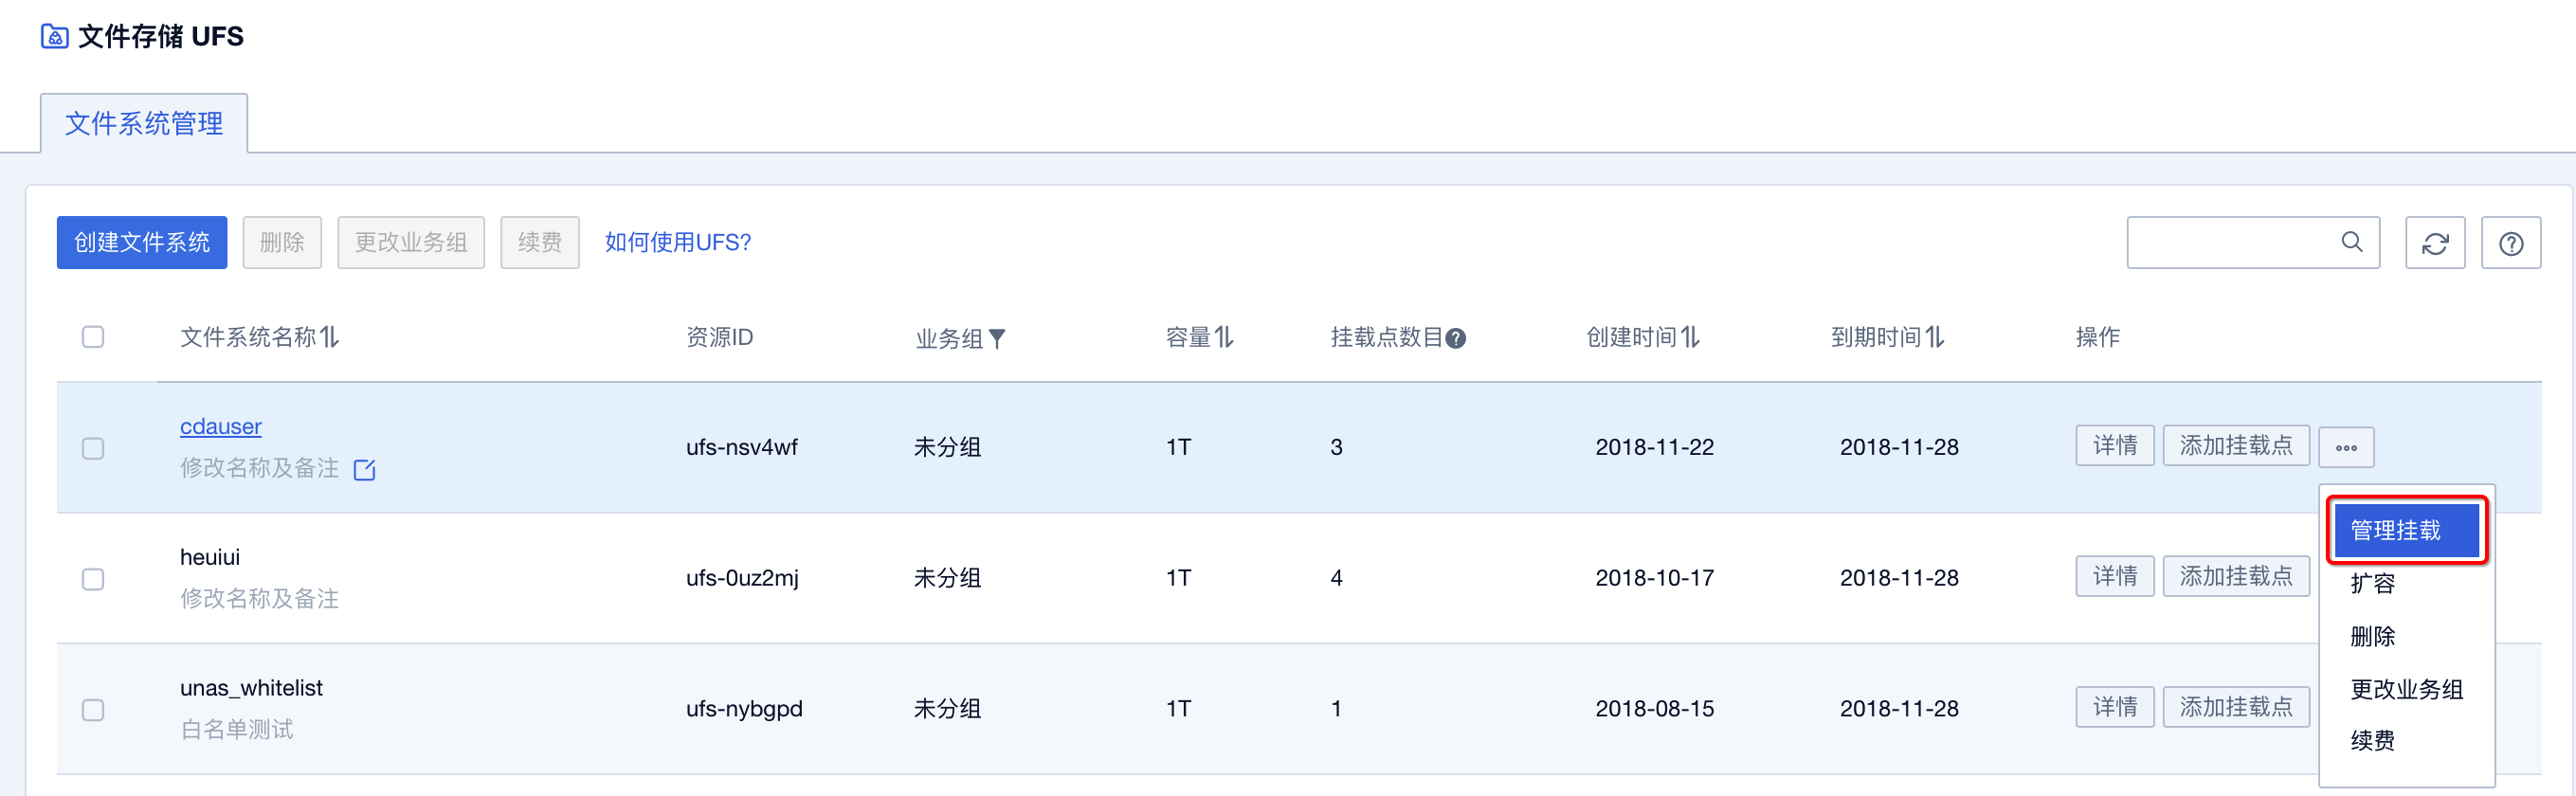 文件存储 UFS
文件系统管理
创建文件系统 删除 更改业务组 续费 如何使用UFS?
文件系统名称 资源ID 业务组 容量 挂载点数目 创建时间 到期时间 操作
cdauser
修改名称及备注
ufs-nsv4wf 未分组 1T 3 2018-11-22 2018-11-28 详情 添加挂载点
heuiui
修改名称及备注
ufs-0uz2mj 未分组 1T 4 2018-10-17 2018-11-28 详情 添加挂载点
unas_whitelist
白名单测试
ufs-nybgpd 未分组 1T 1 2018-08-15 2018-11-28 详情 添加挂载点
管理挂载
扩容
删除
更改业务组
续费